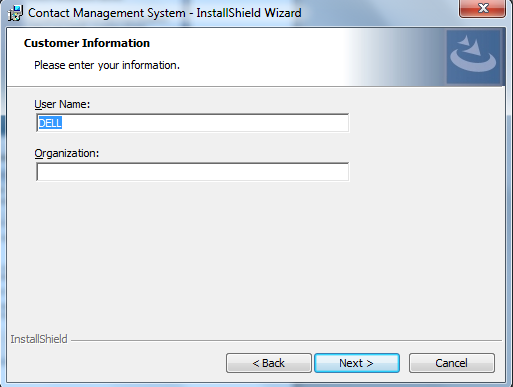 Contact Management System - InstallShield Wizard
Customer Information
Please enter your information.
User Name:
DELL
Organization:
InstallShield
< Back
Next >
Cancel